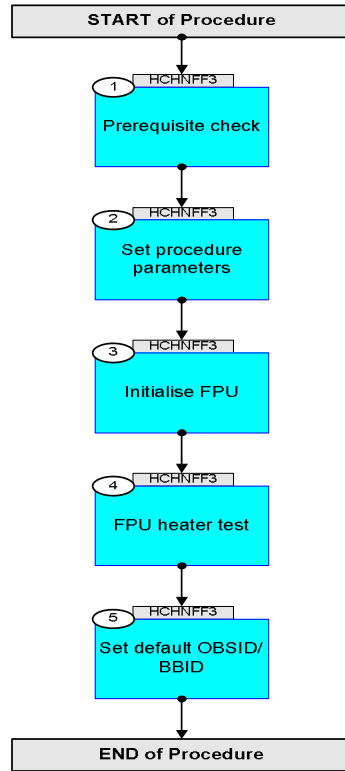 START of Procedure
HCHNFF3
1
Prerequisite check
HCHNFF3
2
Set procedure
parameters
HCHNFF3
3
Initialise FPU
HCHNFF3
4
FPU heater test
HCHNFF3
5
Set default OBSID/
BBID
END of Procedure